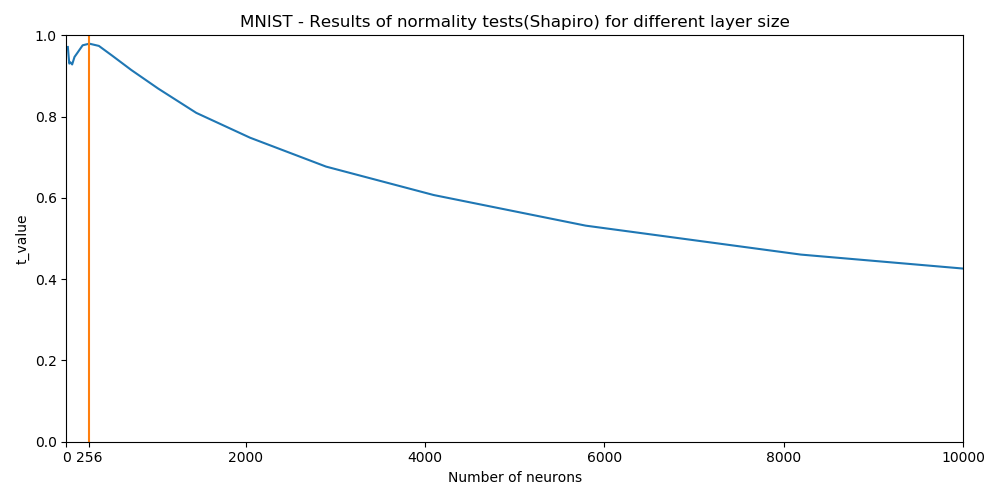 MNIST - Results of normality tests(Shapiro) for different layer size
1.0
0.8
0.6
0.4
0.2
0.0
t_value
0 256 2000 4000 6000 8000 10000
Number of neurons